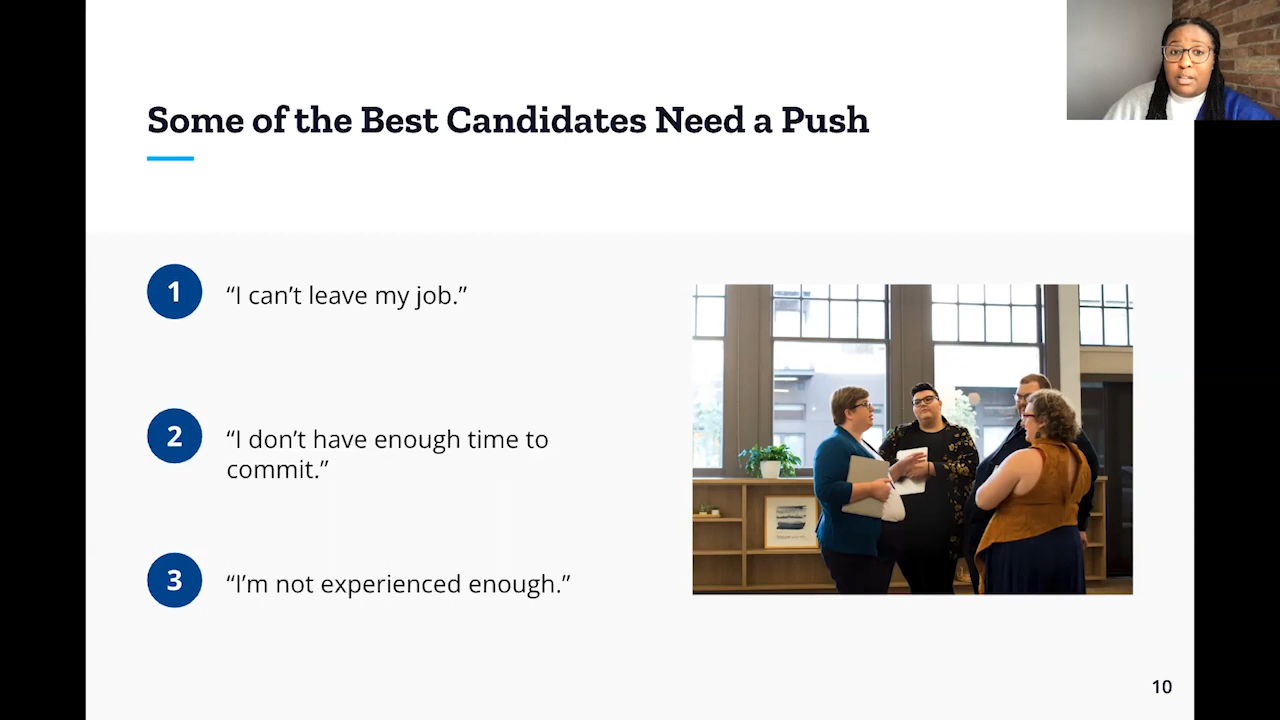 Some of the Best Candidates Need a Push
1
“I can’t leave my job.”
2
“I don’t have enough time to
commit.”
3
“I’m not experienced enough.”
10